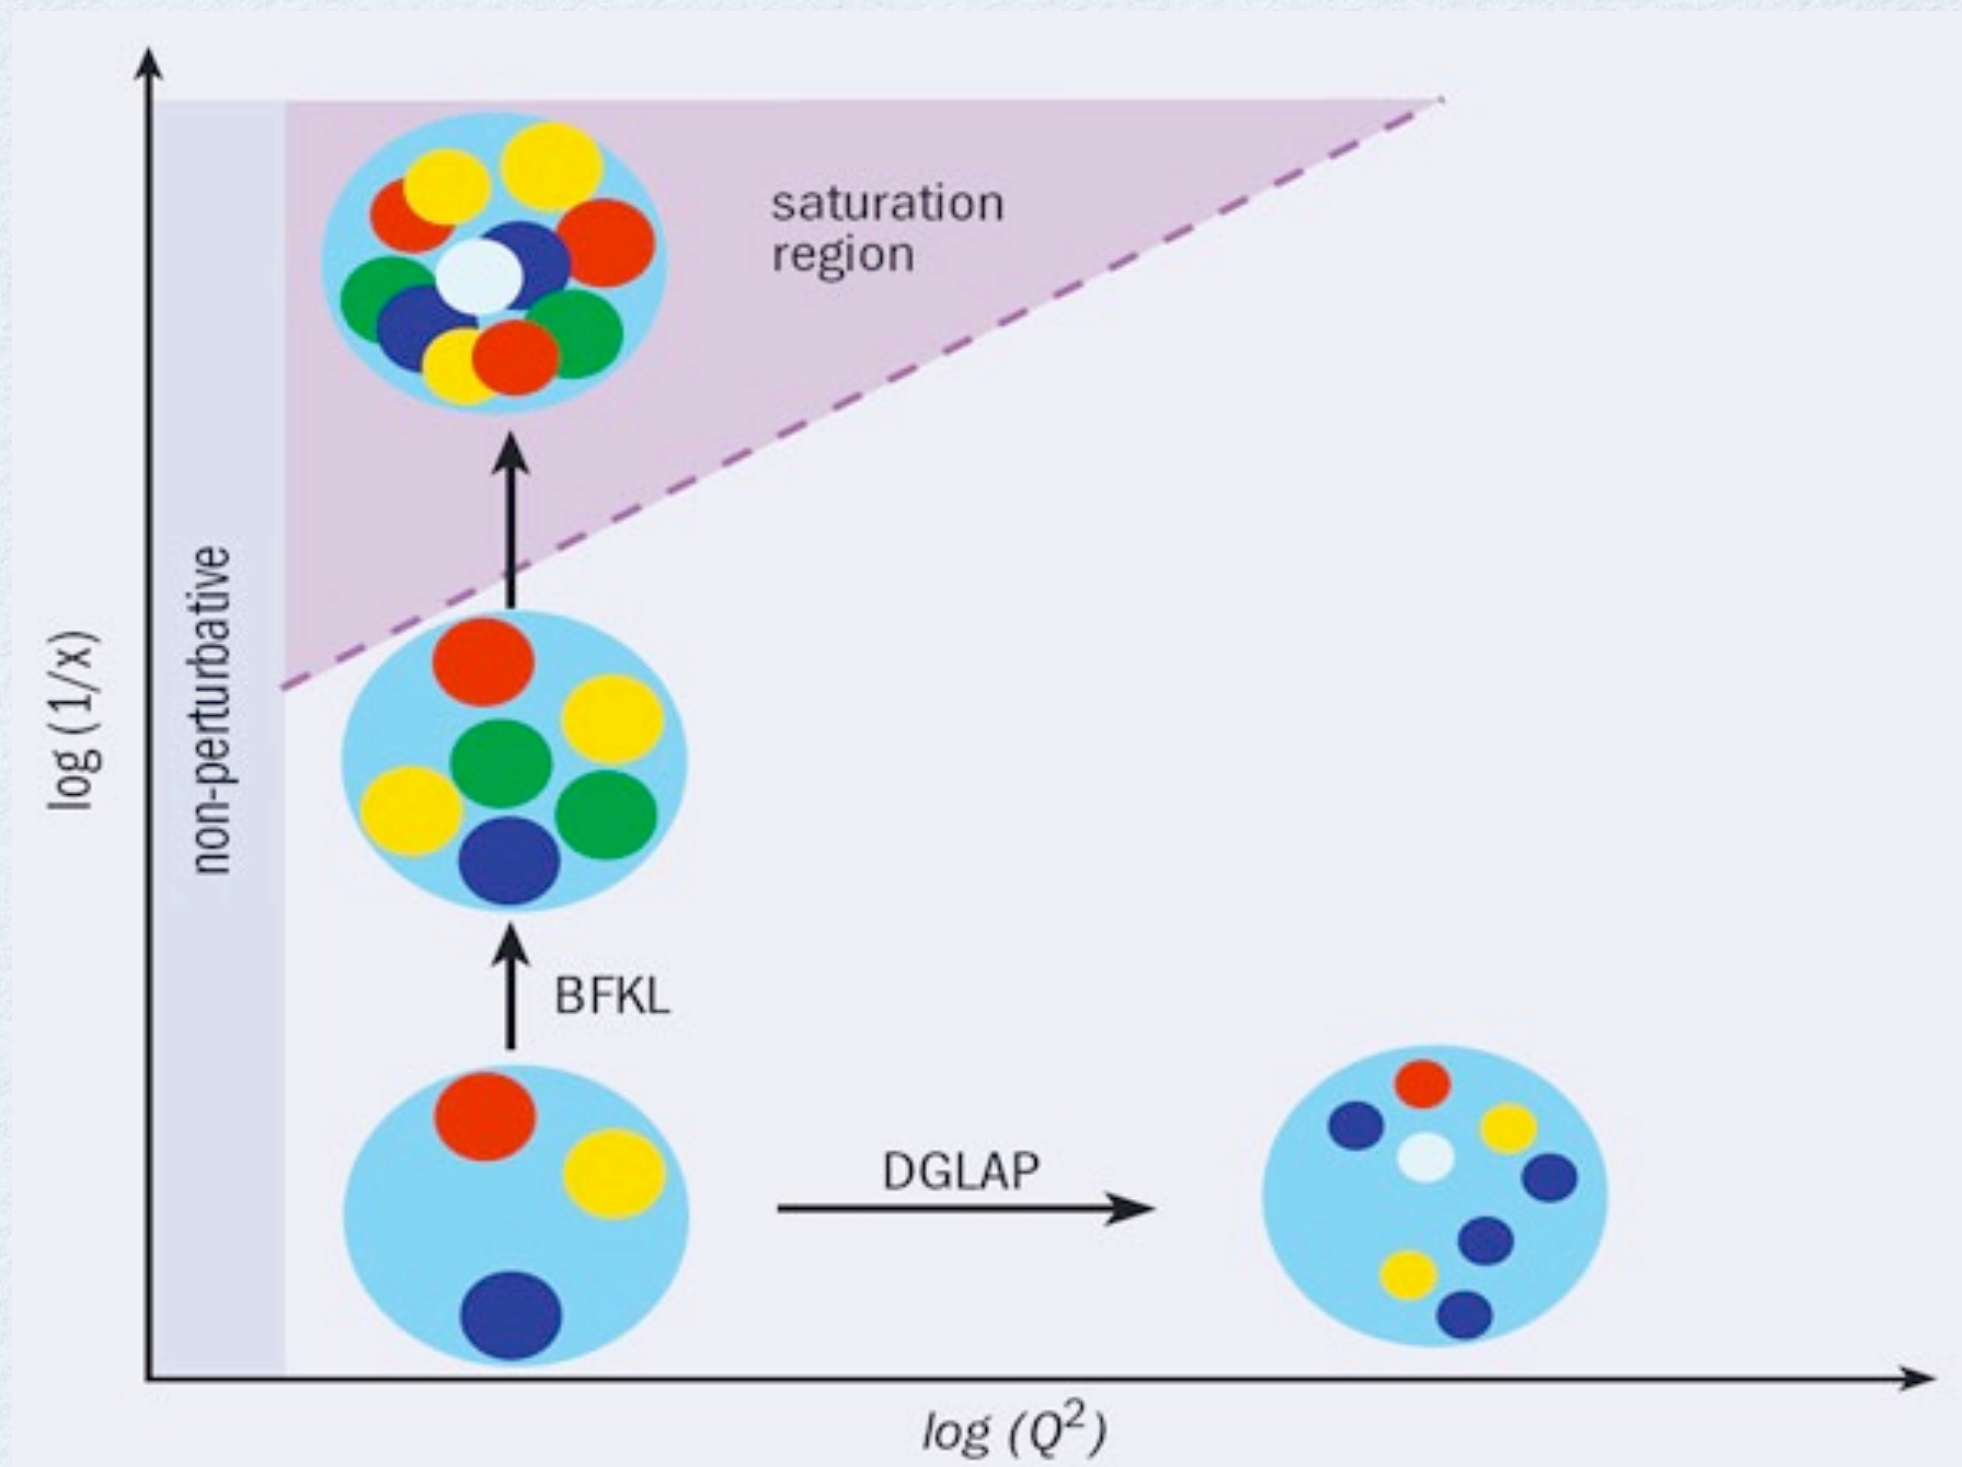 saturation
region
non-perturbative
log (1/x)
BFKL
DGLAP
log (Q²)